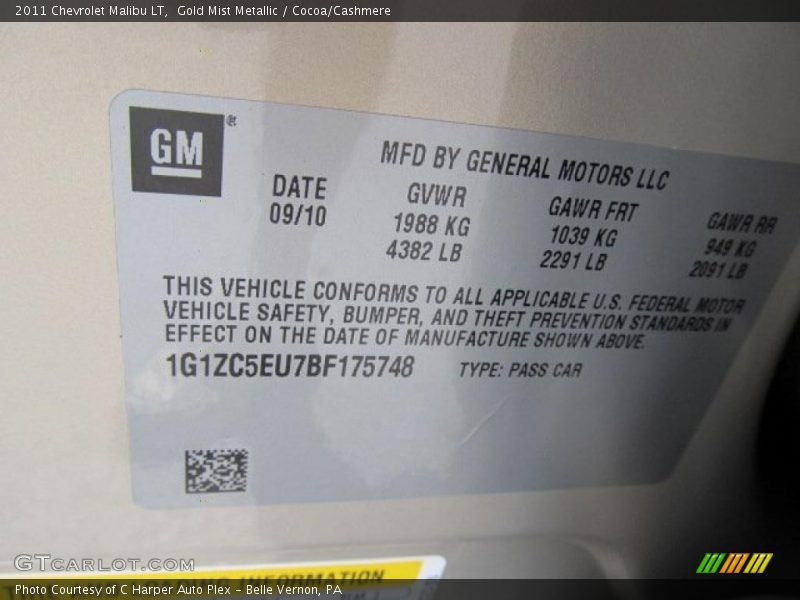 2011 Chevrolet Malibu LT, Gold Mist Metallic / Cocoa/Cashmere
GM®
MFD BY GENERAL MOTORS LLC
DATE GVWR GAWR FRT GAWR RR
09/10 1988 KG 1039 KG 949 KG
4382 LB 2291 LB 2091 LB
THIS VEHICLE CONFORMS TO ALL APPLICABLE U.S. FEDERAL MOTOR
VEHICLE SAFETY, BUMPER, AND THEFT PREVENTION STANDARDS IN
EFFECT ON THE DATE OF MANUFACTURE SHOWN ABOVE.
1G1ZC5EU7BF175748 TYPE: PASS CAR
GTcarlot.com
INFORMATION
Photo Courtesy of C Harper Auto Plex - Belle Vernon, PA